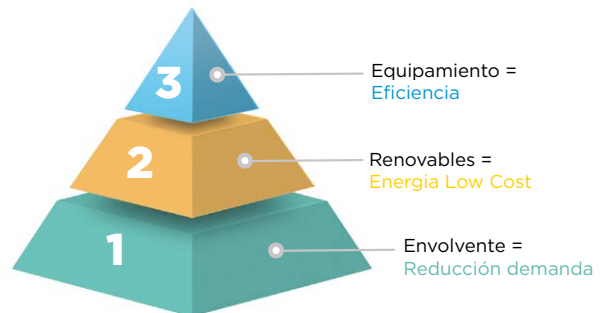 3
Equipamiento =
Eficiencia
2
Renovables =
Energia Low Cost
1
Envolvente =
Reducción demanda